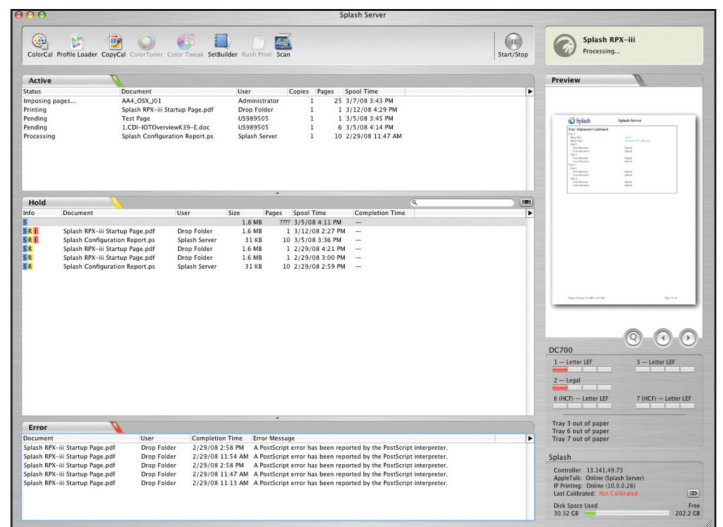 Splash Server
ColorCal Profile Loader CopyCal ColorTuner Color Tweak SetBuilder Rush Print Scan Start/Stop
Splash RPX-iii
Processing...
Active
Status Document User Copies Pages Spool Time
Imposing pages... AA4_OSX_J01 Administrator 1 25 3/7/08 3:43 PM
Printing Splash RPX-iii Startup Page.pdf Drop Folder 1 1 3/12/08 4:29 PM
Pending Test Page US989505 1 1 3/5/08 3:45 PM
Pending 1.CDI-IOTOverviewK39-E.doc US989505 1 6 3/5/08 4:14 PM
Processing Splash Configuration Report.ps Splash Server 1 10 2/29/08 11:47 AM
Hold
Info Document User Size Pages Spool Time Completion Time
S 1.8 MB ???? 3/5/08 4:11 PM —
S R I Splash RPX-iii Startup Page.pdf Drop Folder 1.6 MB 1 3/12/08 2:27 PM —
S R I Splash Configuration Report.ps Splash Server 31 KB 10 3/5/08 3:36 PM —
S R Splash RPX-iii Startup Page.pdf Drop Folder 1.6 MB 1 2/29/08 4:21 PM —
S R Splash RPX-iii Startup Page.pdf Drop Folder 1.6 MB 1 2/29/08 3:00 PM —
S R Splash Configuration Report.ps Splash Server 31 KB 10 2/29/08 2:59 PM —
Error
Document User Completion Time Error Message
Splash RPX-iii Startup Page.pdf Drop Folder 2/29/08 2:58 PM A PostScript error has been reported by the PostScript interpreter.
Splash RPX-iii Startup Page.pdf Drop Folder 2/29/08 11:54 AM A PostScript error has been reported by the PostScript interpreter.
Splash RPX-iii Startup Page.pdf Drop Folder 2/29/08 2:58 PM A PostScript error has been reported by the PostScript interpreter.
Splash RPX-iii Startup Page.pdf Drop Folder 2/29/08 11:47 AM A PostScript error has been reported by the PostScript interpreter.
Splash RPX-iii Startup Page.pdf Drop Folder 2/29/08 11:13 AM A PostScript error has been reported by the PostScript interpreter.
Preview
Splash Splash Server
Tray Alignment Continued
DC700
1 — Letter LEF 3 — Letter LEF
2 — Legal
6 (HCF) — Letter LEF 7 (HCF) — Letter LEF
Tray 3 out of paper
Tray 6 out of paper
Tray 7 out of paper
Splash
Controller: 13.141.49.73
AppleTalk: Online (Splash Server)
IP Printing: Online (10.0.0.26)
Last Calibrated: Not Calibrated
Disk Space Used Free
30.32 GB 202.2 GB